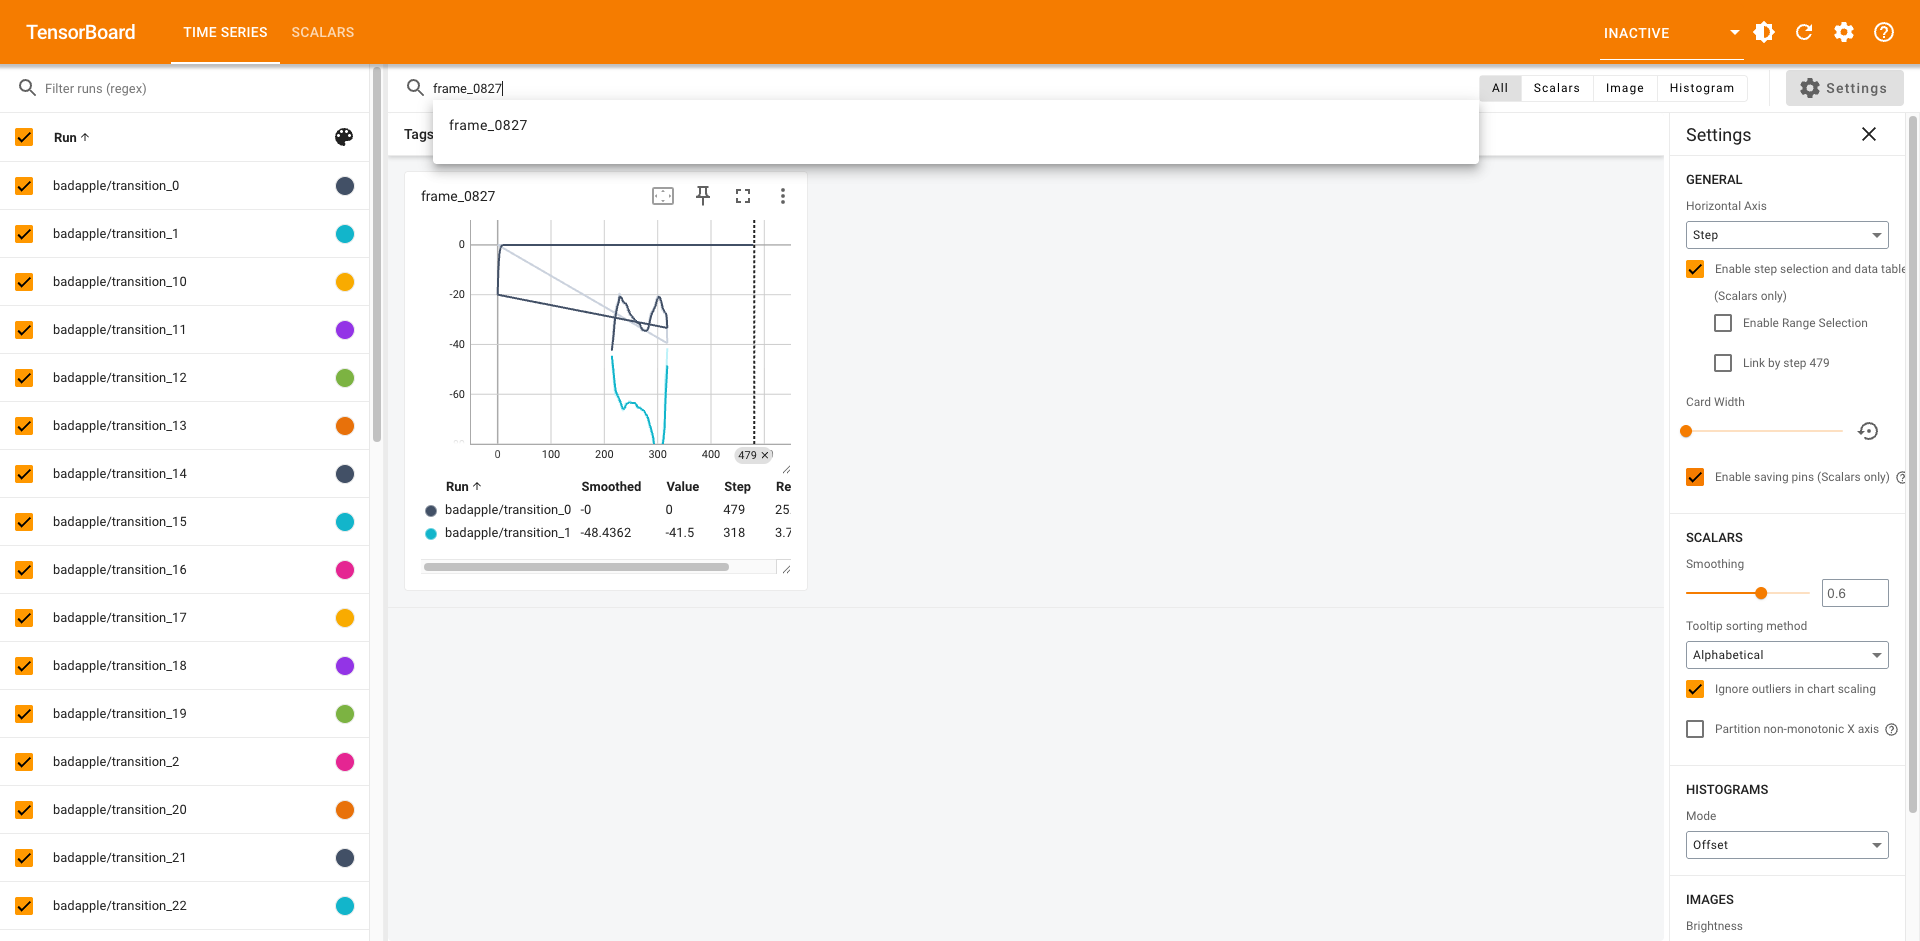 TensorBoard
TIME SERIES
SCALARS
INACTIVE
Filter runs (regex)
frame_0827
All
Scalars
Image
Histogram
Settings
frame_0827
Tags
Run
badapple/transition_0
badapple/transition_1
badapple/transition_10
badapple/transition_11
badapple/transition_12
badapple/transition_13
badapple/transition_14
badapple/transition_15
badapple/transition_16
badapple/transition_17
badapple/transition_18
badapple/transition_19
badapple/transition_2
badapple/transition_20
badapple/transition_21
badapple/transition_22
frame_0827
0
-20
-40
-60
0 100 200 300 400 479
Run Smoothed Value Step Re
badapple/transition_0 -0 0 479 25
badapple/transition_1 -48.4362 -41.5 318 3.7
Settings
GENERAL
Horizontal Axis
Step
Enable step selection and data table
(Scalars only)
Enable Range Selection
Link by step 479
Card Width
Enable saving pins (Scalars only)
SCALARS
Smoothing
0.6
Tooltip sorting method
Alphabetical
Ignore outliers in chart scaling
Partition non-monotonic X axis
HISTOGRAMS
Mode
Offset
IMAGES
Brightness